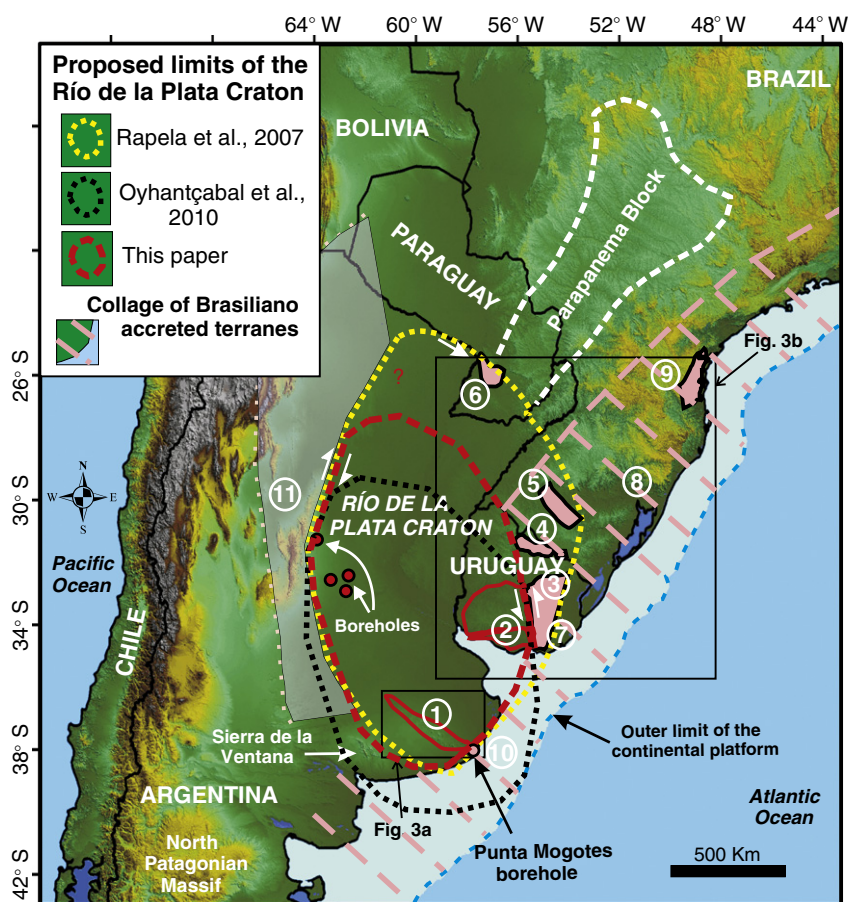 64°W
60°W
56°W
52°W
48°W
44°W
Proposed limits of the
Río de la Plata Craton
Rapela et al., 2007
Oyhantçabal et al.,
2010
This paper
Collage of Brasiliano
accreted terranes
BRAZIL
BOLIVIA
PARAGUAY
Parapanema Block
26° S
30° S
34° S
38° S
42° S
?
6
9
Fig. 3b
N
W
E
S
11
RÍO DE LA
PLATA CRATON
5
8
4
Pacific
Ocean
URUGUAY
3
Boreholes
2
7
CHILE
1
Sierra de la
Ventana
10
Outer limit of the
continental platform
ARGENTINA
Fig. 3a
Atlantic
Ocean
North
Patagonian
Massif
Punta Mogotes
borehole
500 Km